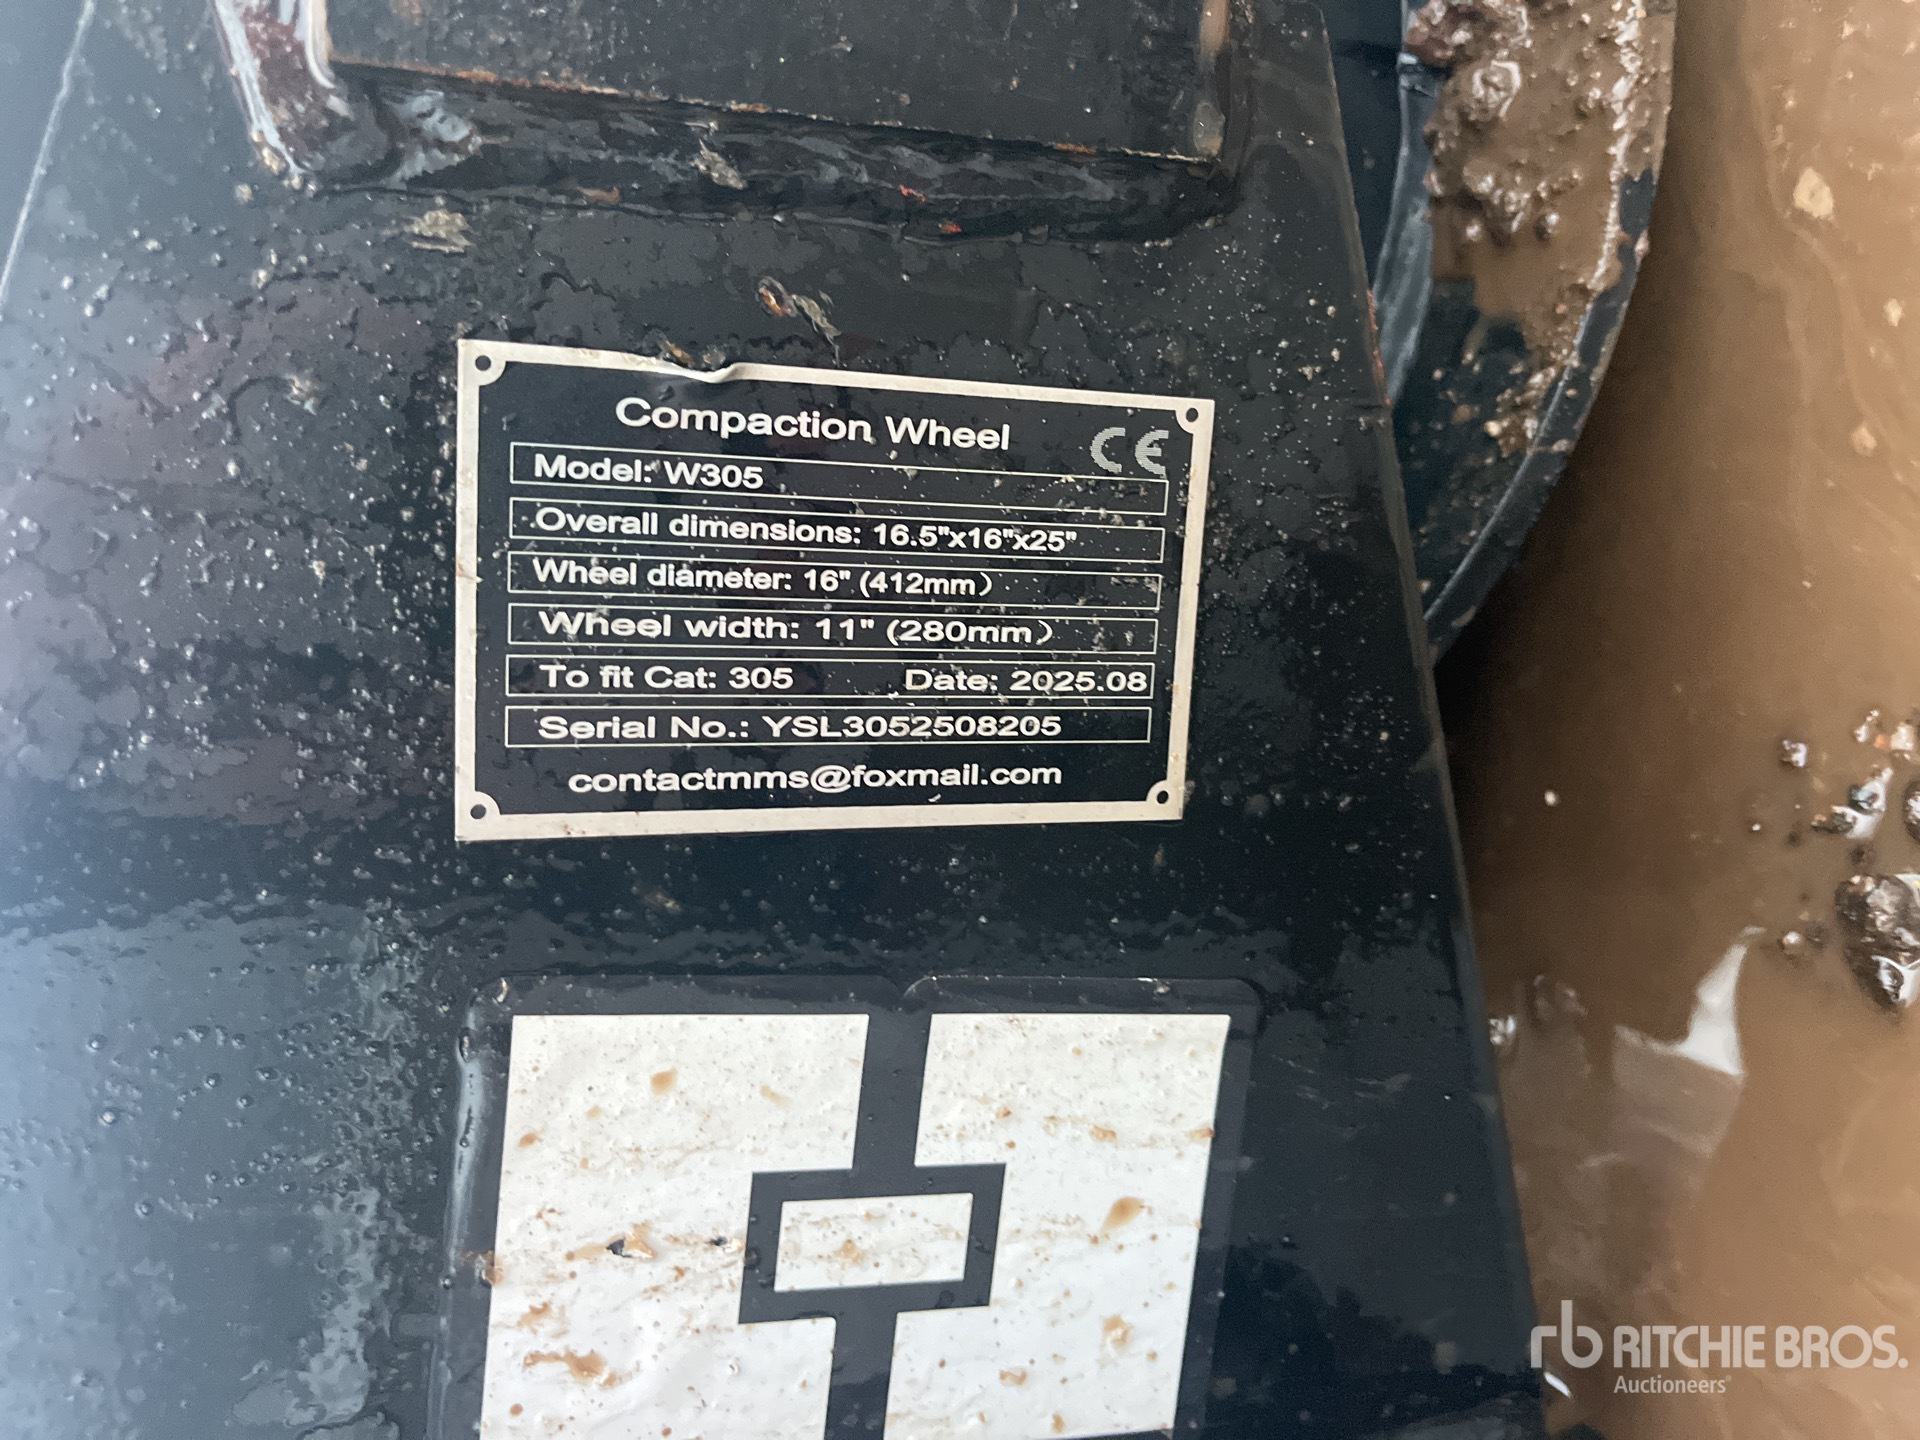 Compaction Wheel
CE
Model: W305
Overall dimensions: 16.5"x16"x25"
Wheel diameter: 16" (412mm)
Wheel width: 11" (280mm)
To fit Cat: 305 Date: 2025.08
Serial No.: YSL3052508205
contactmms@foxmail.com
rb RITCHIE BROS.
Auctioneers